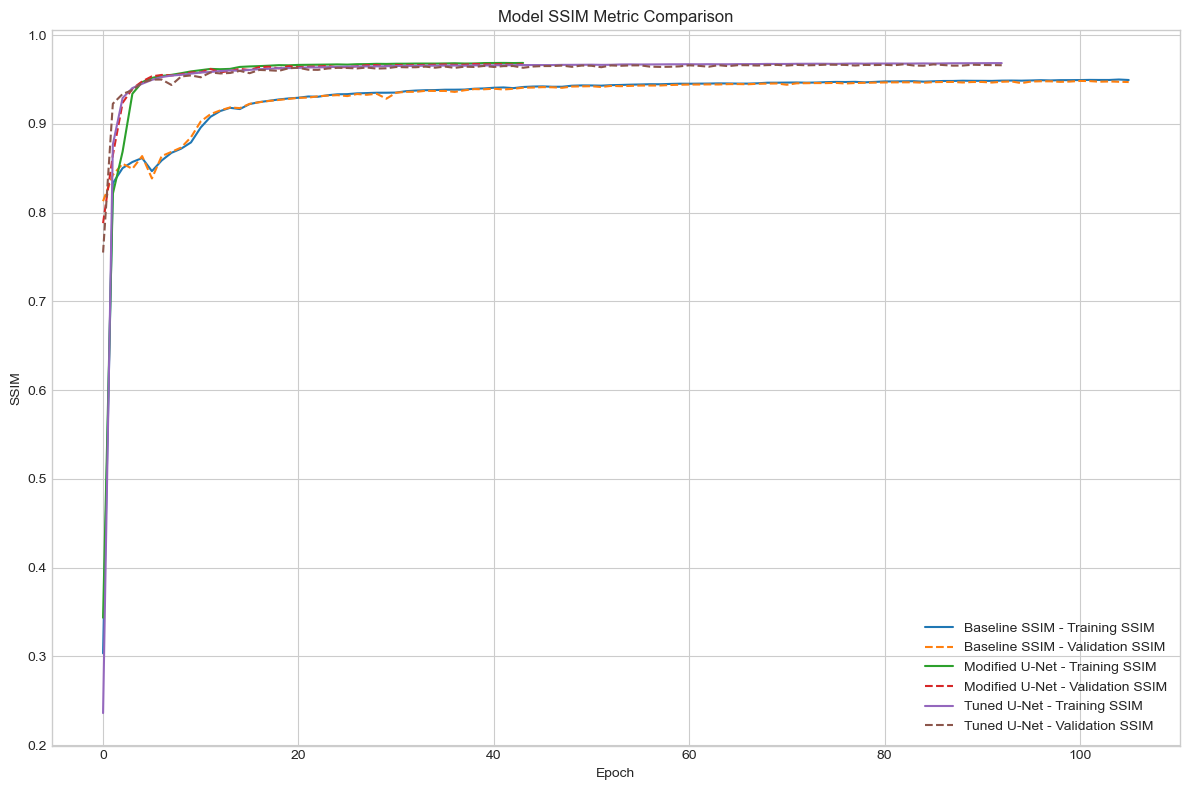 Model SSIM Metric Comparison
1.0
0.9
0.8
0.7
0.6
0.5
0.4
0.3
0.2
SSIM
0 20 40 60 80 100
Epoch
Baseline SSIM - Training SSIM
Baseline SSIM - Validation SSIM
Modified U-Net - Training SSIM
Modified U-Net - Validation SSIM
Tuned U-Net - Training SSIM
Tuned U-Net - Validation SSIM